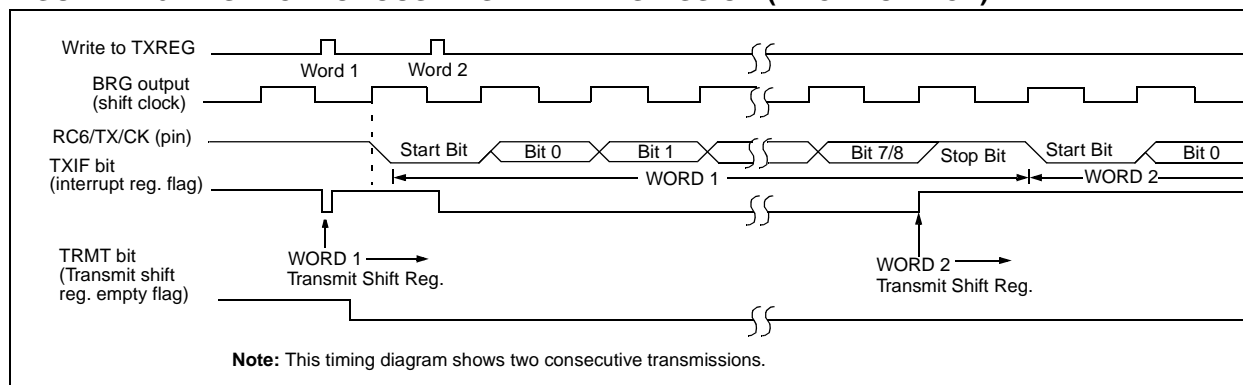 Write to TXREG
Word 1
Word 2
BRG output
(shift clock)
RC6/TX/CK (pin)
Start Bit
Bit 0
Bit 1
Bit 7/8
Stop Bit
Start Bit
Bit 0
TXIF bit
(interrupt reg. flag)
WORD 1
WORD 2
TRMT bit
(Transmit shift
reg. empty flag)
WORD 1
Transmit Shift Reg.
WORD 2
Transmit Shift Reg.
Note: This timing diagram shows two consecutive transmissions.